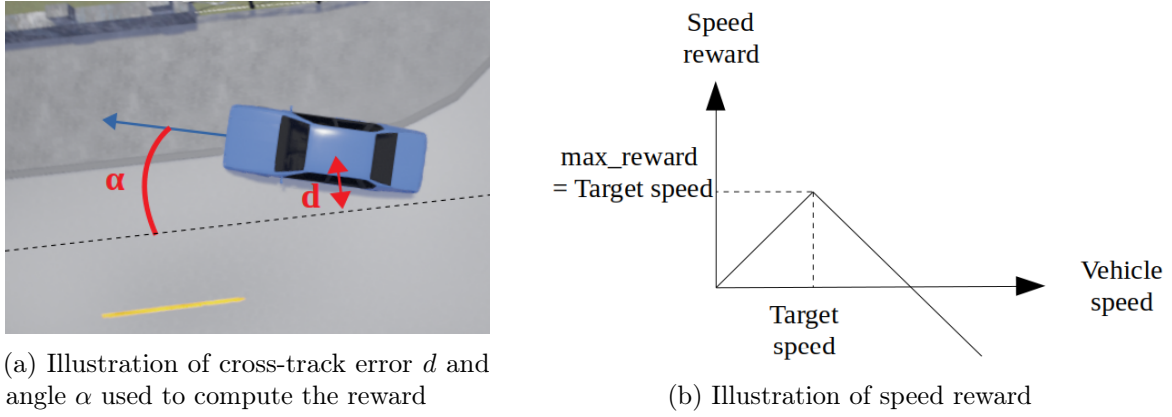 α
d
(a) Illustration of cross-track error d and
angle α used to compute the reward
Speed
reward
max_reward
= Target speed
Vehicle
speed
Target
speed
(b) Illustration of speed reward